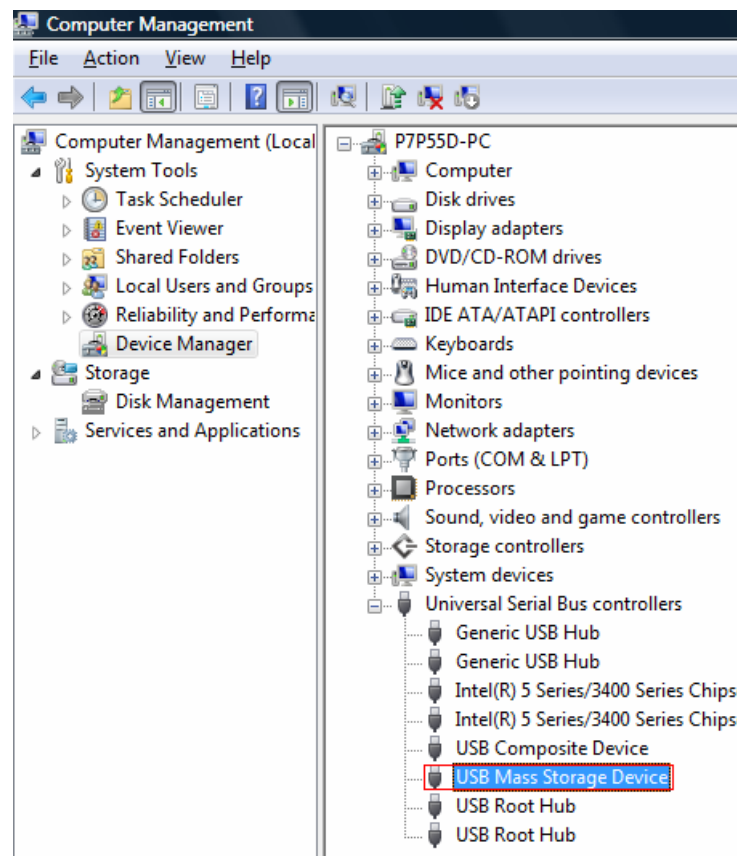 Computer Management
File Action View Help
Computer Management (Local
System Tools
Task Scheduler
Event Viewer
Shared Folders
Local Users and Groups
Reliability and Performa
Device Manager
Storage
Disk Management
Services and Applications
P7P55D-PC
Computer
Disk drives
Display adapters
DVD/CD-ROM drives
Human Interface Devices
IDE ATA/ATAPI controllers
Keyboards
Mice and other pointing devices
Monitors
Network adapters
Ports (COM & LPT)
Processors
Sound, video and game controllers
Storage controllers
System devices
Universal Serial Bus controllers
Generic USB Hub
Generic USB Hub
Intel(R) 5 Series/3400 Series Chips
Intel(R) 5 Series/3400 Series Chips
USB Composite Device
USB Mass Storage Device
USB Root Hub
USB Root Hub